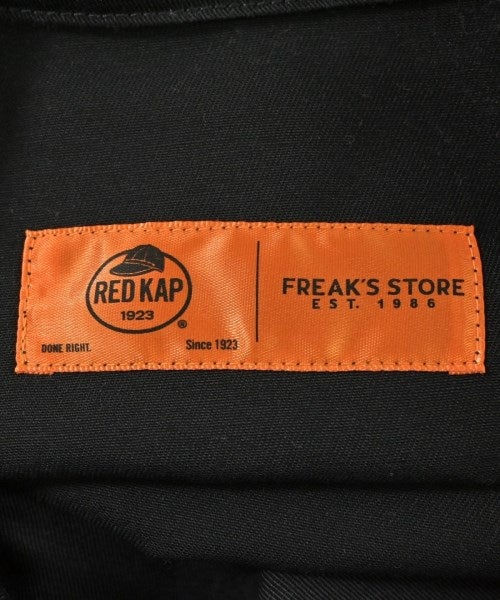 RED KAP
1923
®
DONE RIGHT.
Since 1923
FREAK'S STORE
EST. 1986